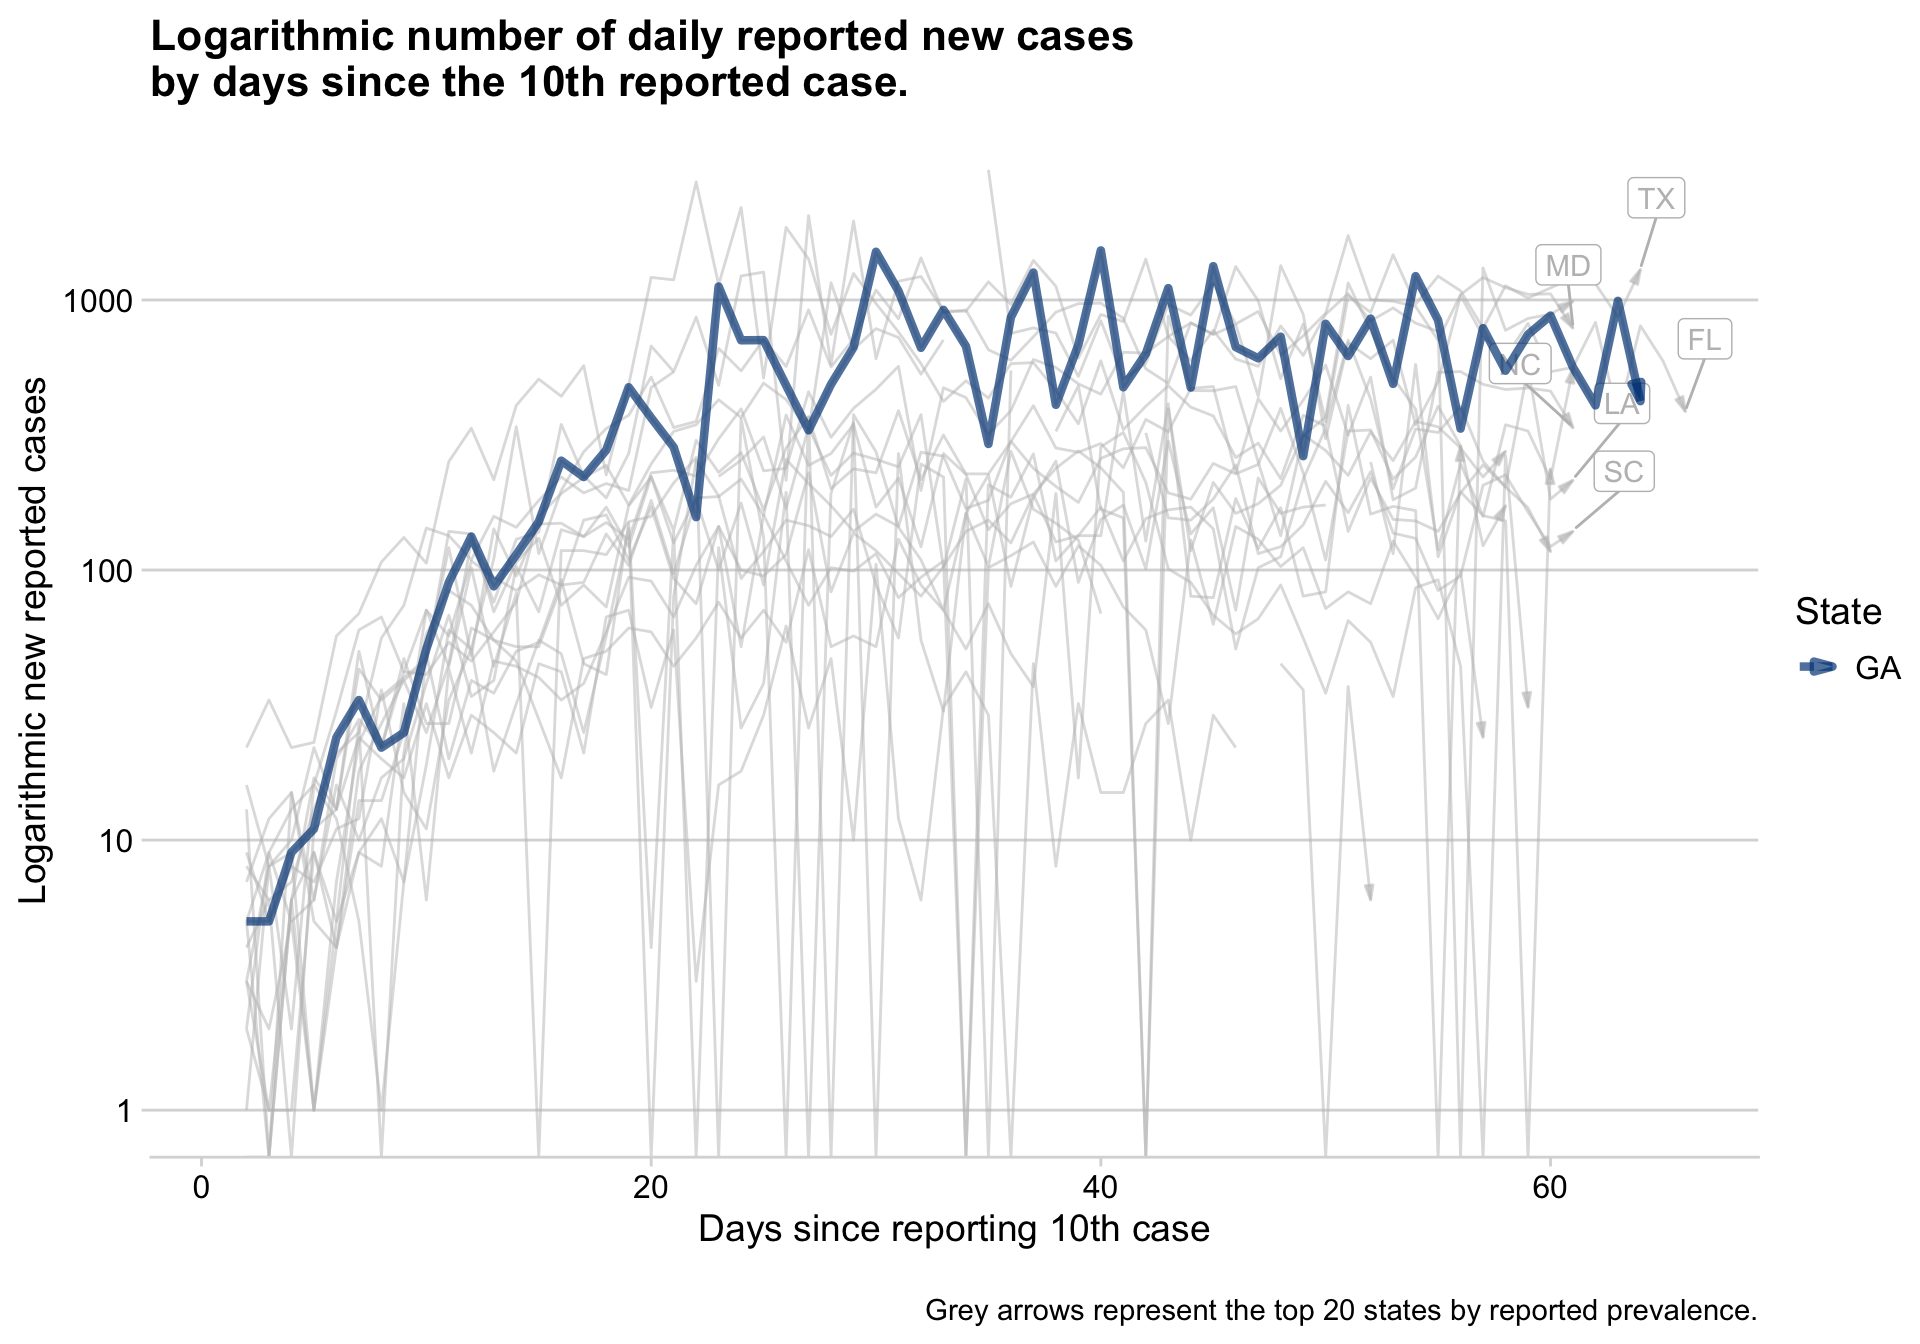 Logarithmic number of daily reported new cases
by days since the 10th reported case.
TX
MD
1000
FL
NC
LA
SC
100
State
GA
10
1
Logarithmic new reported cases
0
20
40
60
Days since reporting 10th case
Grey arrows represent the top 20 states by reported prevalence.